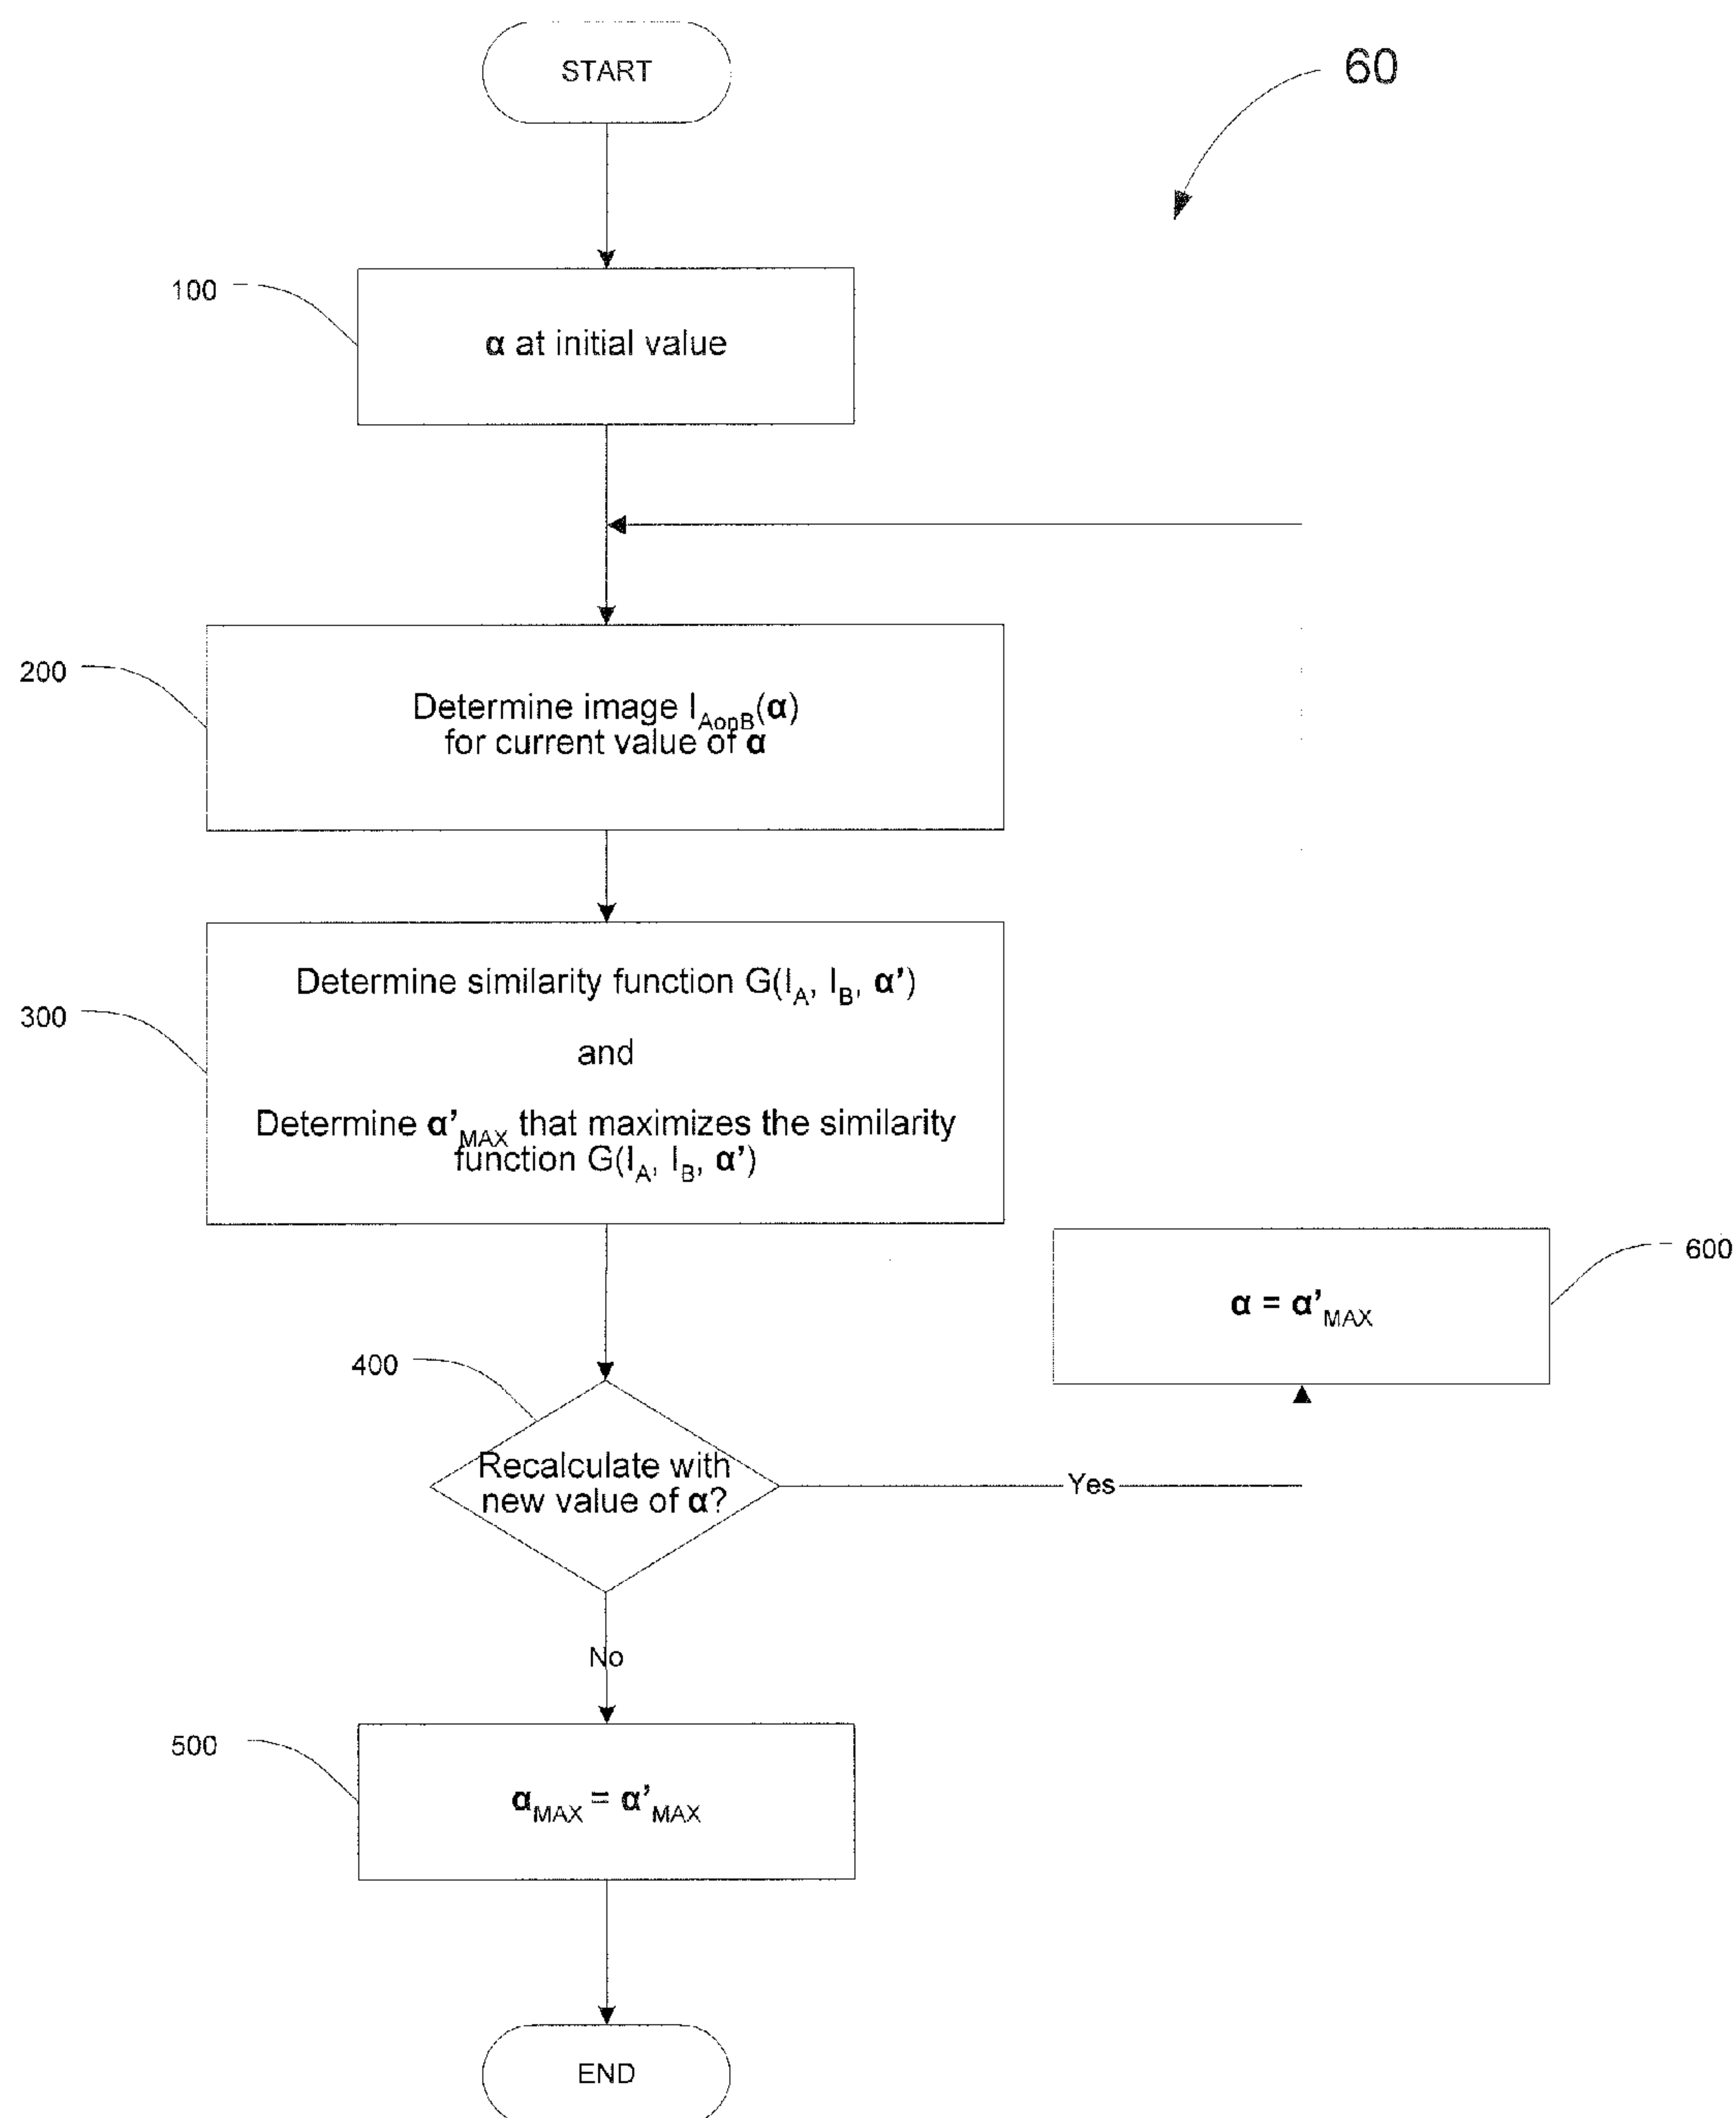 START
60
100
α at initial value
200
Determine image I_AonB(α)
for current value of α
300
Determine similarity function G(I_A, I_B, α')
and
Determine α'_MAX that maximizes the similarity
function G(I_A, I_B, α')
600
α = α'_MAX
400
Recalculate with
new value of α?
Yes
No
500
α_MAX = α'_MAX
END